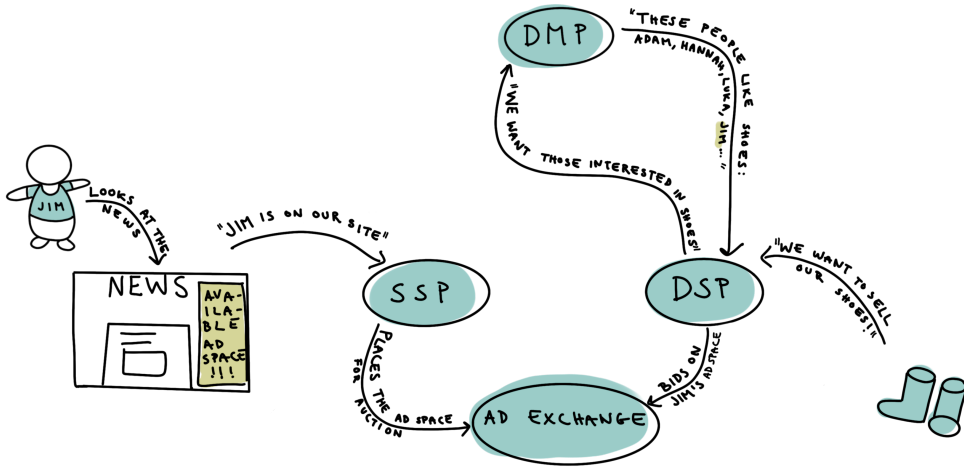 DMP
"THESE PEOPLE LIKE SHOES:
ADAM, HANNAH, LUKA, JIM..."
"WE WANT THOSE INTERESTED IN SHOES"
JIM
LOOKS AT THE
NEWS
"JIM IS ON OUR SITE"
NEWS
AVA-
ILA-
BLE
AD
SPACE
!!!
SSP
DSP
"WE WANT TO SELL
OUR SHOES!"
PLACES THE AD SPACE
FOR AUCTION
AD EXCHANGE
BIDS ON
JIM'S AD SPACE